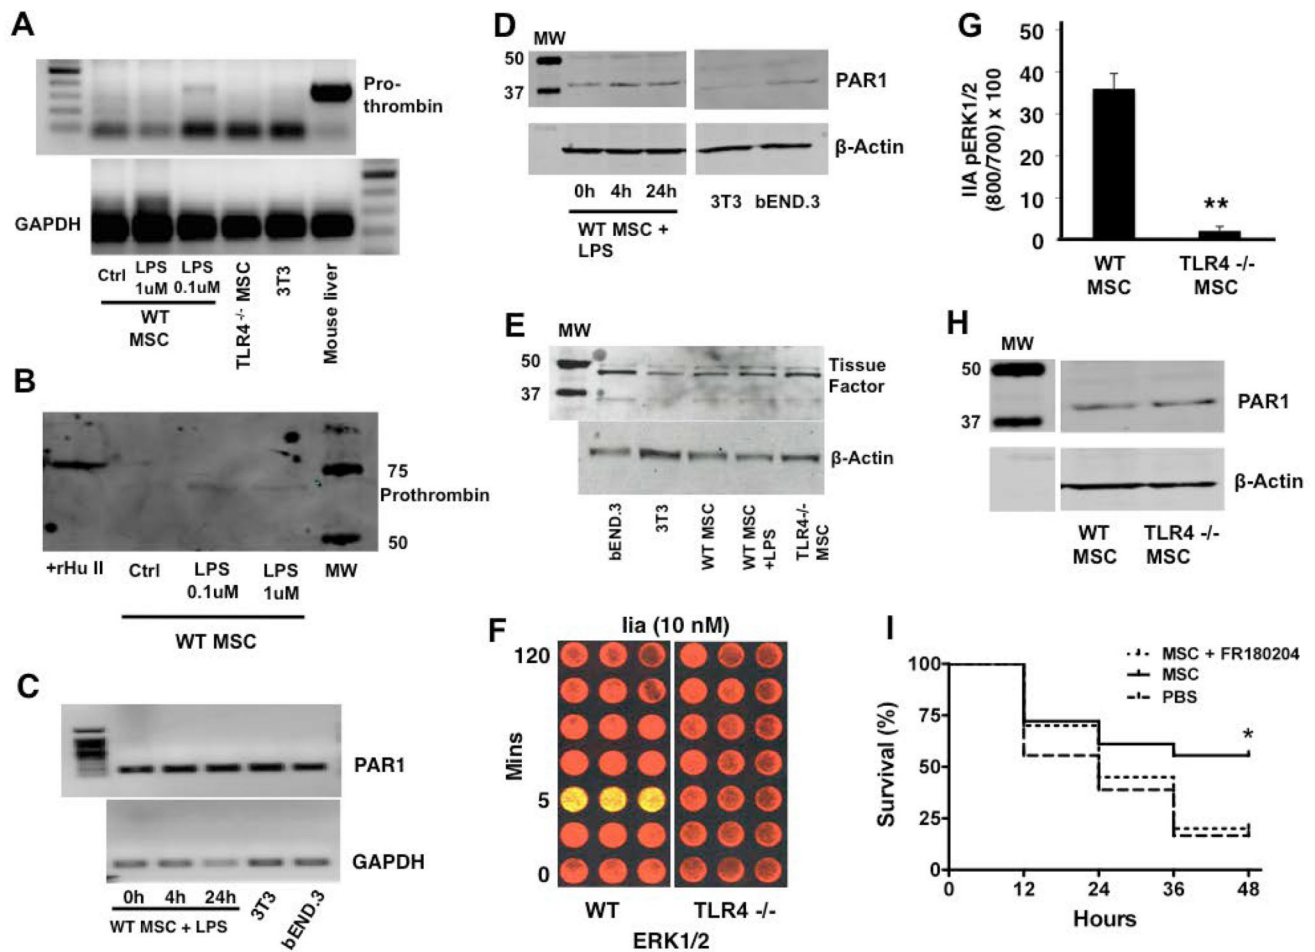 A
Pro-
thrombin
GAPDH
Ctrl
LPS
1uM
LPS
0.1uM
TLR4 -/- MSC
3T3
Mouse liver
WT
MSC
B
75
Prothrombin
50
+rHu II
Ctrl
LPS
0.1uM
LPS
1uM
MW
WT MSC
C
PAR1
GAPDH
0h 4h 24h
3T3
bEND.3
WT MSC + LPS
D
MW
50
37
PAR1
β-Actin
0h 4h 24h
3T3 bEND.3
WT MSC +
LPS
E
MW
50
37
Tissue
Factor
β-Actin
bEND.3
3T3
WT MSC
WT MSC
+LPS
TLR4-/-
MSC
F
Iia (10 nM)
120
Mins
5
0
WT
TLR4 -/-
ERK1/2
G
IIA pERK1/2
(800/700) x 100
50
40
30
20
10
0
**
WT
MSC
TLR4 -/-
MSC
H
MW
50
37
PAR1
β-Actin
WT
MSC
TLR4 -/-
MSC
I
MSC + FR180204
MSC
PBS
Survival (%)
100
75
50
25
0
*
0 12 24 36 48
Hours